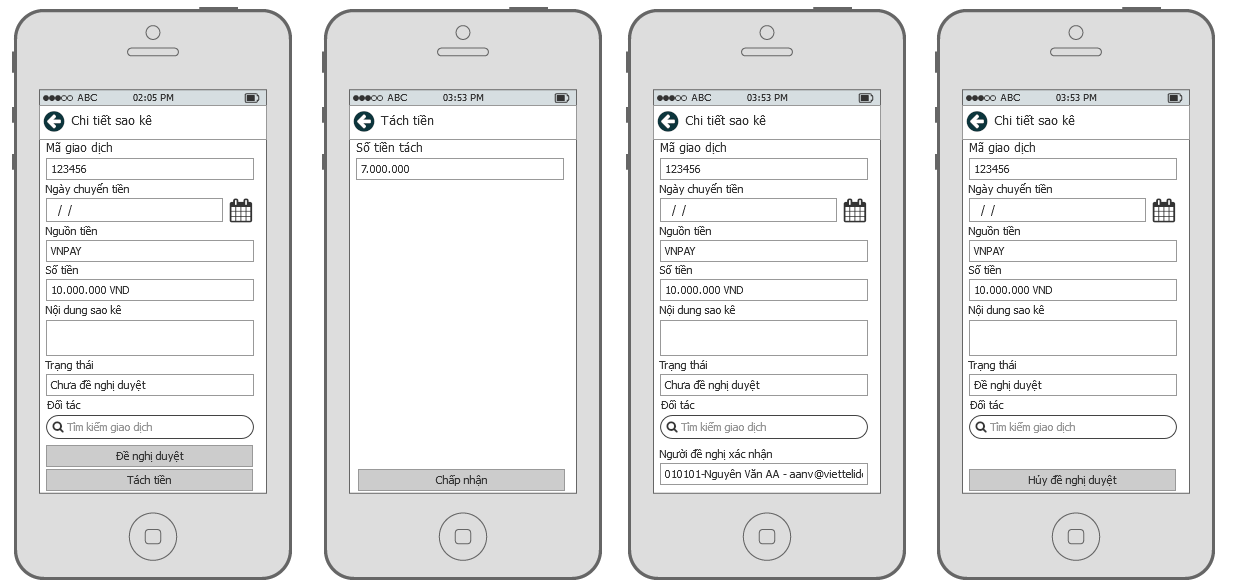 ABC 02:05 PM
Chi tiết sao kê
Mã giao dịch
123456
Ngày chuyển tiền
/ /
Nguồn tiền
VNPAY
Số tiền
10.000.000 VND
Nội dung sao kê
Trạng thái
Chưa đề nghị duyệt
Đối tác
Tìm kiếm giao dịch
Đề nghị duyệt
Tách tiền
ABC 03:53 PM
Tách tiền
Số tiền tách
7.000.000
Chấp nhận
ABC 03:53 PM
Chi tiết sao kê
Mã giao dịch
123456
Ngày chuyển tiền
/ /
Nguồn tiền
VNPAY
Số tiền
10.000.000 VND
Nội dung sao kê
Trạng thái
Chưa đề nghị duyệt
Đối tác
Tìm kiếm giao dịch
Người đề nghị xác nhận
010101-Nguyên Văn AA - aanv@viettelid
ABC 03:53 PM
Chi tiết sao kê
Mã giao dịch
123456
Ngày chuyển tiền
/ /
Nguồn tiền
VNPAY
Số tiền
10.000.000 VND
Nội dung sao kê
Trạng thái
Đề nghị duyệt
Đối tác
Tìm kiếm giao dịch
Hủy đề nghị duyệt